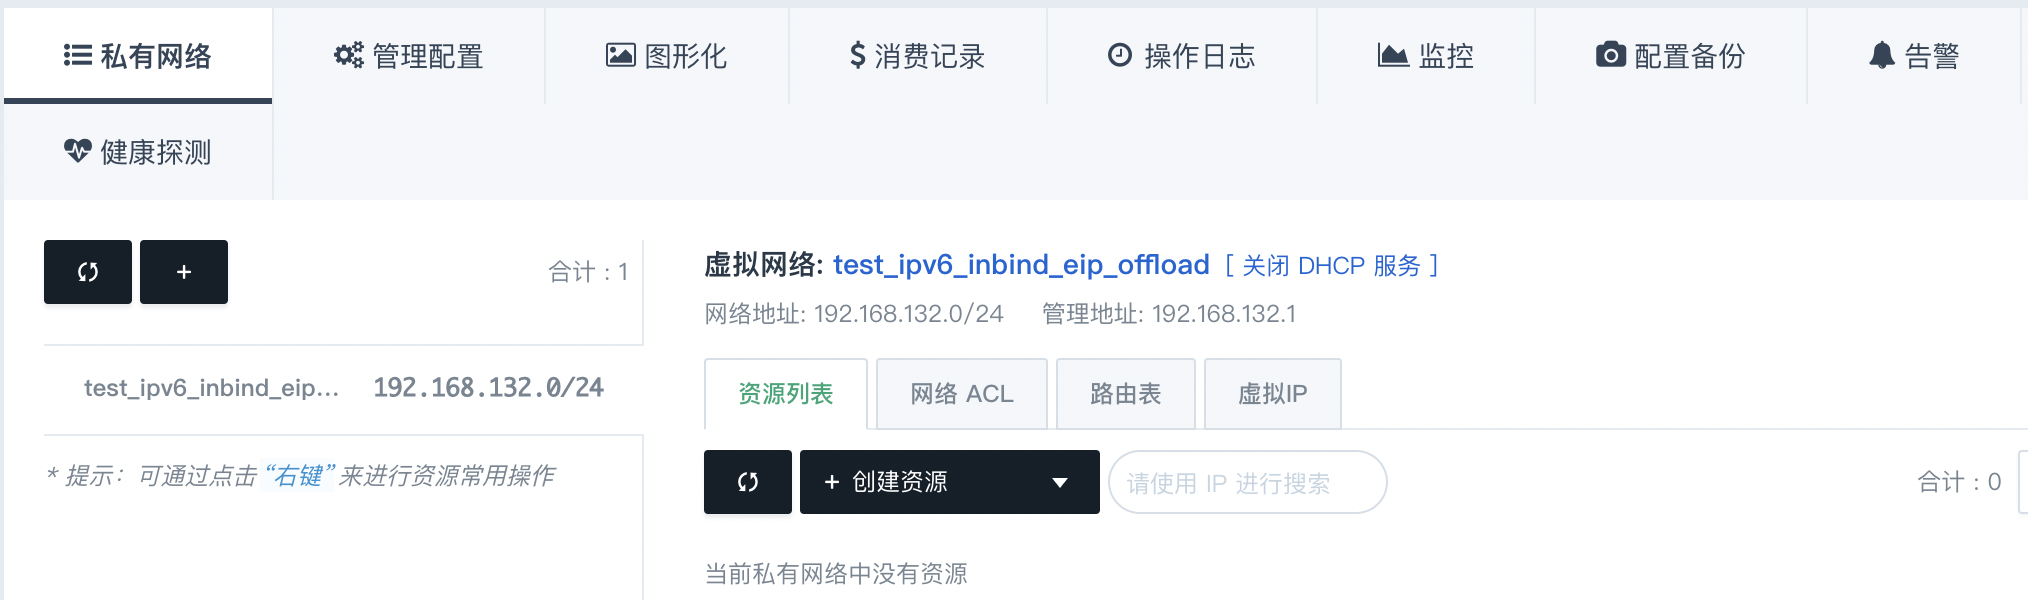 私有网络 管理配置 图形化 消费记录 操作日志 监控 配置备份 告警
健康探测
+ 合计：1
test_ipv6_inbind_eip... 192.168.132.0/24
* 提示：可通过点击“右键”来进行资源常用操作
虚拟网络: test_ipv6_inbind_eip_offload [ 关闭 DHCP 服务 ]
网络地址: 192.168.132.0/24 管理地址: 192.168.132.1
资源列表 网络 ACL 路由表 虚拟IP
+ 创建资源 请使用 IP 进行搜索 合计：0
当前私有网络中没有资源